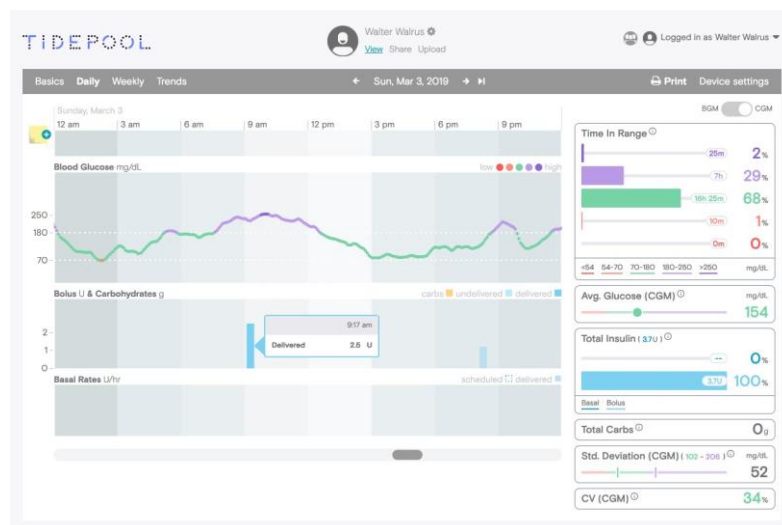 TIDEPOOL
Walter Walrus
View Share Upload
Logged in as Walter Walrus
Basics Daily Weekly Trends
Sun, Mar 3, 2019
Print Device settings
Sunday, March 3
12 am 3 am 6 am 9 am 12 pm 3 pm 6 pm 9 pm
BGM CGM
Blood Glucose mg/dL
low high
250
180
70
Bolus U & Carbohydrates g
carbs undelivered delivered
2
1
0
9:17 am
Delivered 2.5 U
Basal Rates U/hr
scheduled delivered
Time In Range
25m 2%
7h 29%
16h 25m 68%
10m 1%
0m 0%
<54 54-70 70-180 180-250 >250 mg/dL
Avg. Glucose (CGM) mg/dL
154
Total Insulin ( 3.7U )
-- 0%
3.7U 100%
Basal Bolus
Total Carbs 0g
Std. Deviation (CGM) ( 102 - 206 ) mg/dL
52
CV (CGM) 34%